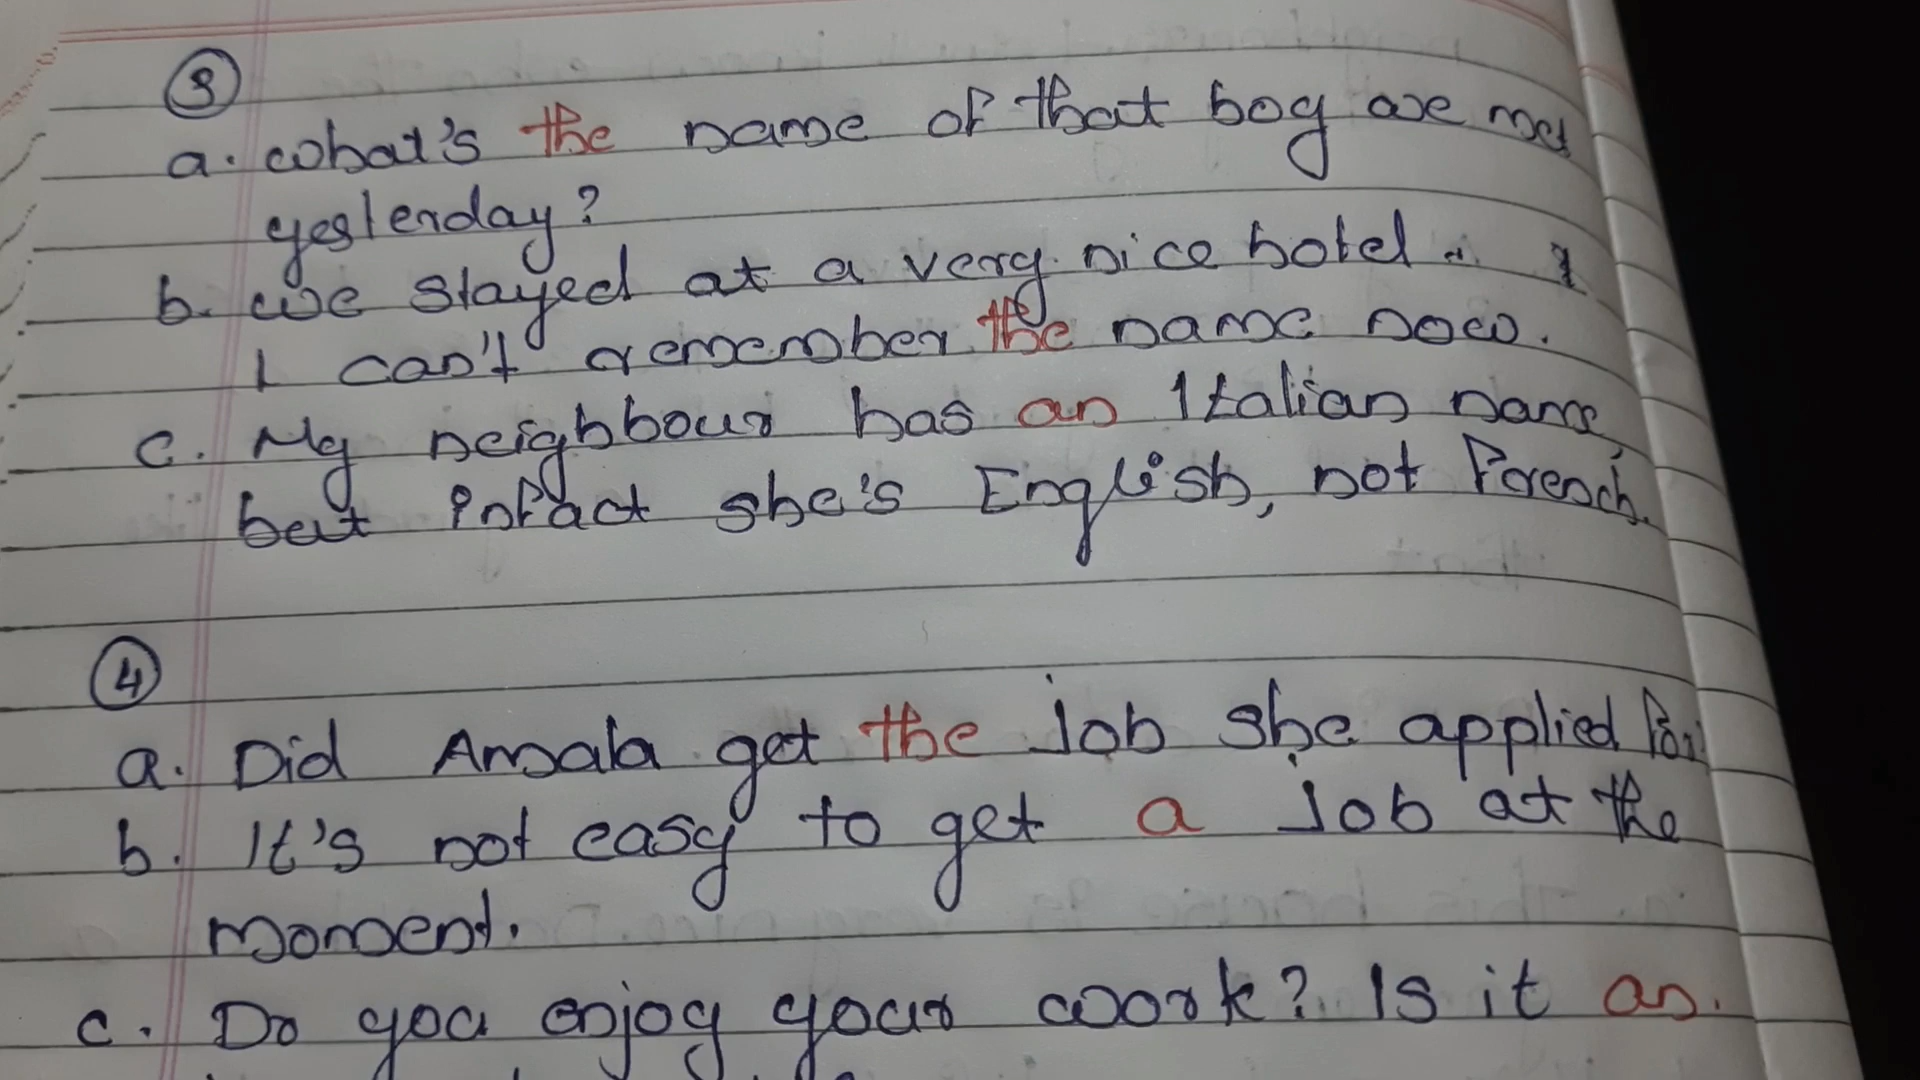 3
a. What's the name of that boy we met
yesterday?
b. We stayed at a very nice hotel.. I
I can't remember the name now.
c. My neighbour has an Italian name,
but infact she's English, not French.
4
a. Did Amala get the Job she applied for
b. It's not easy to get a Job at the
moment.
c. Do you enjoy your work? Is it an